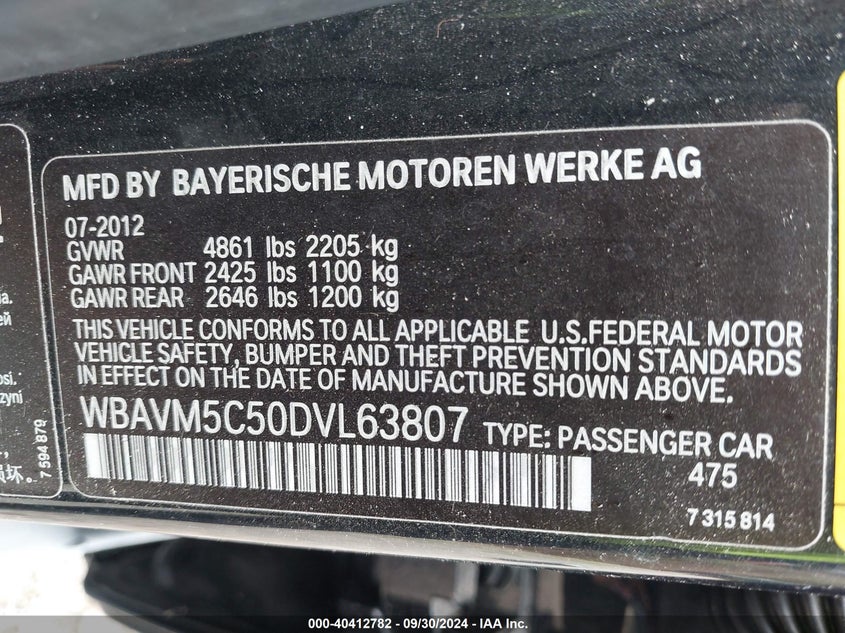 MFD BY BAYERISCHE MOTOREN WERKE AG
07-2012
GVWR 4861 lbs 2205 kg
GAWR FRONT 2425 lbs 1100 kg
GAWR REAR 2646 lbs 1200 kg
THIS VEHICLE CONFORMS TO ALL APPLICABLE U.S.FEDERAL MOTOR
VEHICLE SAFETY, BUMPER AND THEFT PREVENTION STANDARDS
IN EFFECT ON THE DATE OF MANUFACTURE SHOWN ABOVE.
WBAVM5C50DVL63807 TYPE: PASSENGER CAR
475
7 315 814
7 594 879
000-40412782 - 09/30/2024 - IAA Inc.